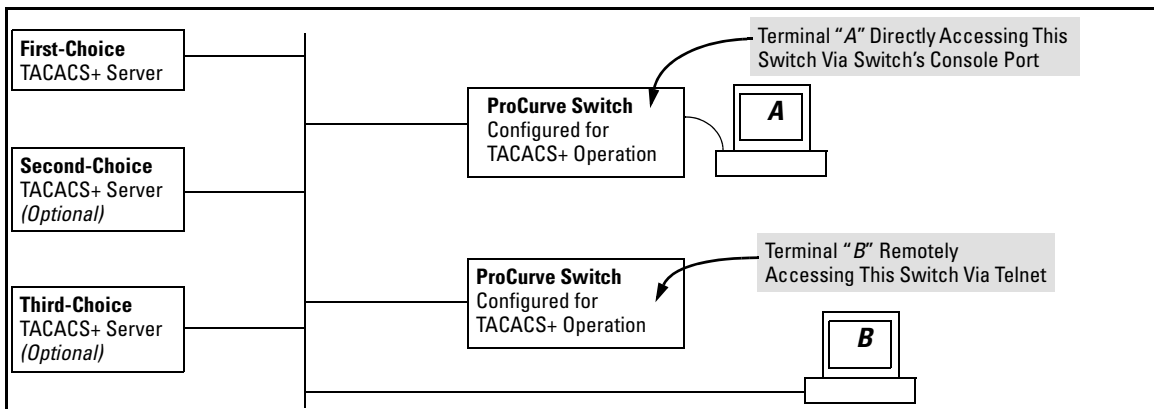 First-Choice
TACACS+ Server
Second-Choice
TACACS+ Server
(Optional)
Third-Choice
TACACS+ Server
(Optional)
ProCurve Switch
Configured for
TACACS+ Operation
Terminal “A” Directly Accessing This
Switch Via Switch’s Console Port
A
ProCurve Switch
Configured for
TACACS+ Operation
Terminal “B” Remotely
Accessing This Switch Via Telnet
B